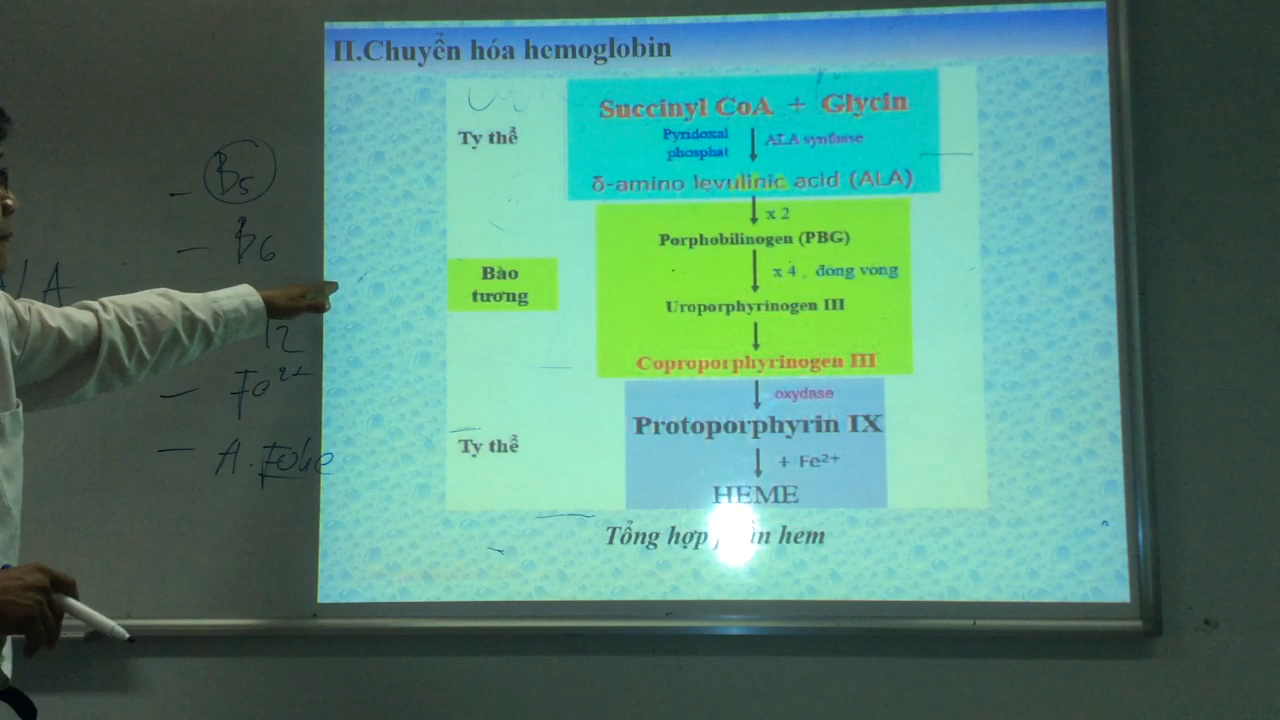 II.Chuyển hóa hemoglobin
Succinyl CoA + Glycin
Ty thể
Pyridoxal
phosphat
ALA synthase
δ-amino levulinic acid (ALA)
x 2
Porphobilinogen (PBG)
Bào
tương
x 4 , đóng vòng
Uroporphyrinogen III
Coproporphyrinogen III
oxydase
Protoporphyrin IX
Ty thể
+ Fe²⁺
HEME
Tổng hợp hem
- B5
- B6
12
- Fe²⁺
- A. Folic